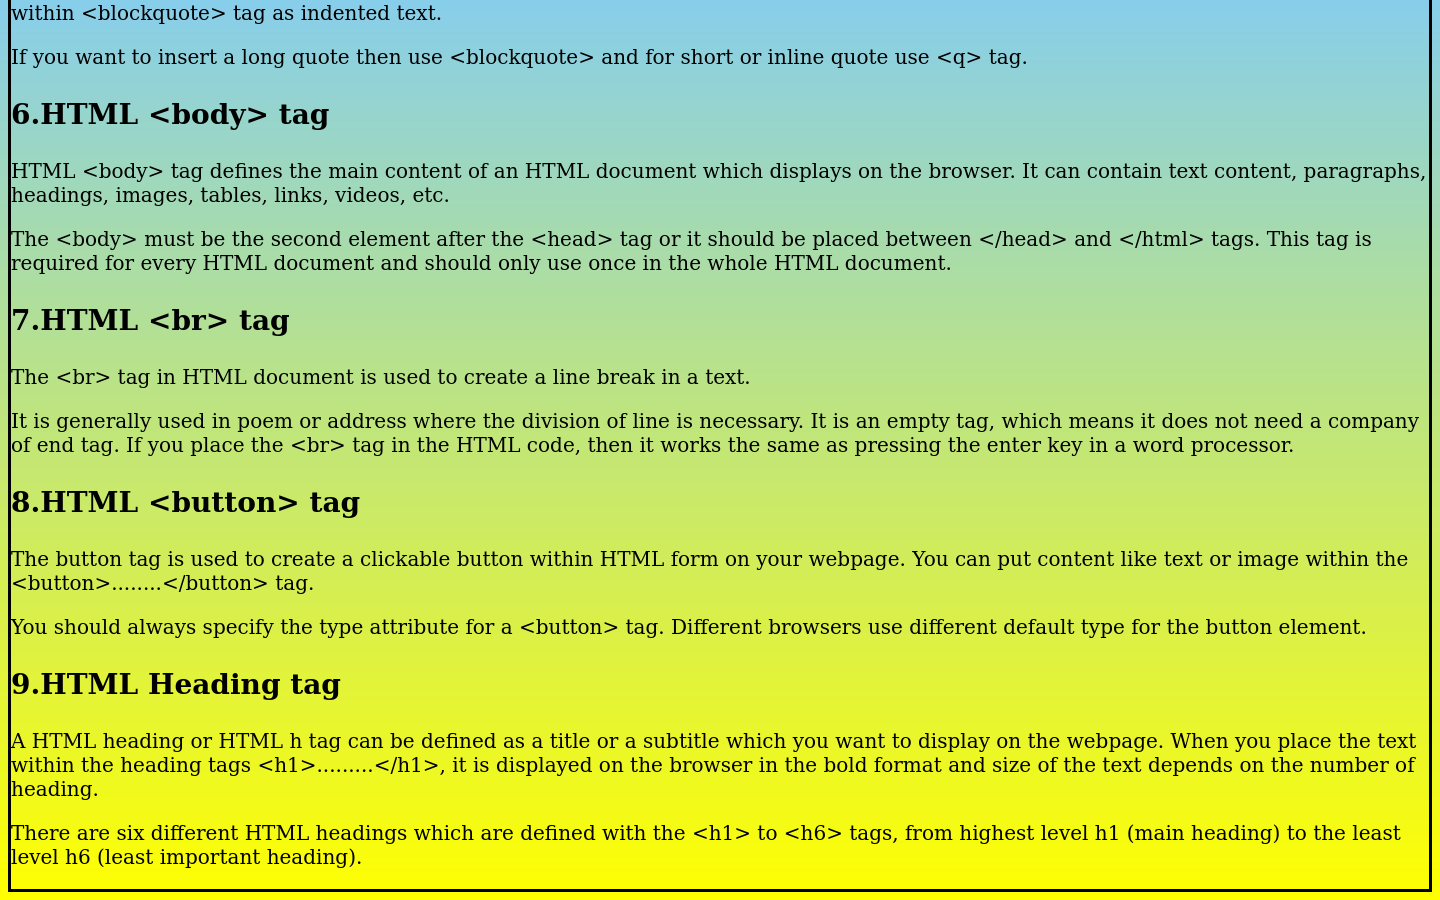 within <blockquote> tag as indented text.
If you want to insert a long quote then use <blockquote> and for short or inline quote use <q> tag.
6.HTML <body> tag
HTML <body> tag defines the main content of an HTML document which displays on the browser. It can contain text content, paragraphs,
headings, images, tables, links, videos, etc.
The <body> must be the second element after the <head> tag or it should be placed between </head> and </html> tags. This tag is
required for every HTML document and should only use once in the whole HTML document.
7.HTML <br> tag
The <br> tag in HTML document is used to create a line break in a text.
It is generally used in poem or address where the division of line is necessary. It is an empty tag, which means it does not need a company
of end tag. If you place the <br> tag in the HTML code, then it works the same as pressing the enter key in a word processor.
8.HTML <button> tag
The button tag is used to create a clickable button within HTML form on your webpage. You can put content like text or image within the
<button>........</button> tag.
You should always specify the type attribute for a <button> tag. Different browsers use different default type for the button element.
9.HTML Heading tag
A HTML heading or HTML h tag can be defined as a title or a subtitle which you want to display on the webpage. When you place the text
within the heading tags <h1>.........</h1>, it is displayed on the browser in the bold format and size of the text depends on the number of
heading.
There are six different HTML headings which are defined with the <h1> to <h6> tags, from highest level h1 (main heading) to the least
level h6 (least important heading).